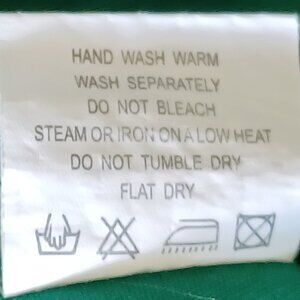 HAND WASH WARM
WASH SEPARATELY
DO NOT BLEACH
STEAM OR IRON ON A LOW HEAT
DO NOT TUMBLE DRY
FLAT DRY